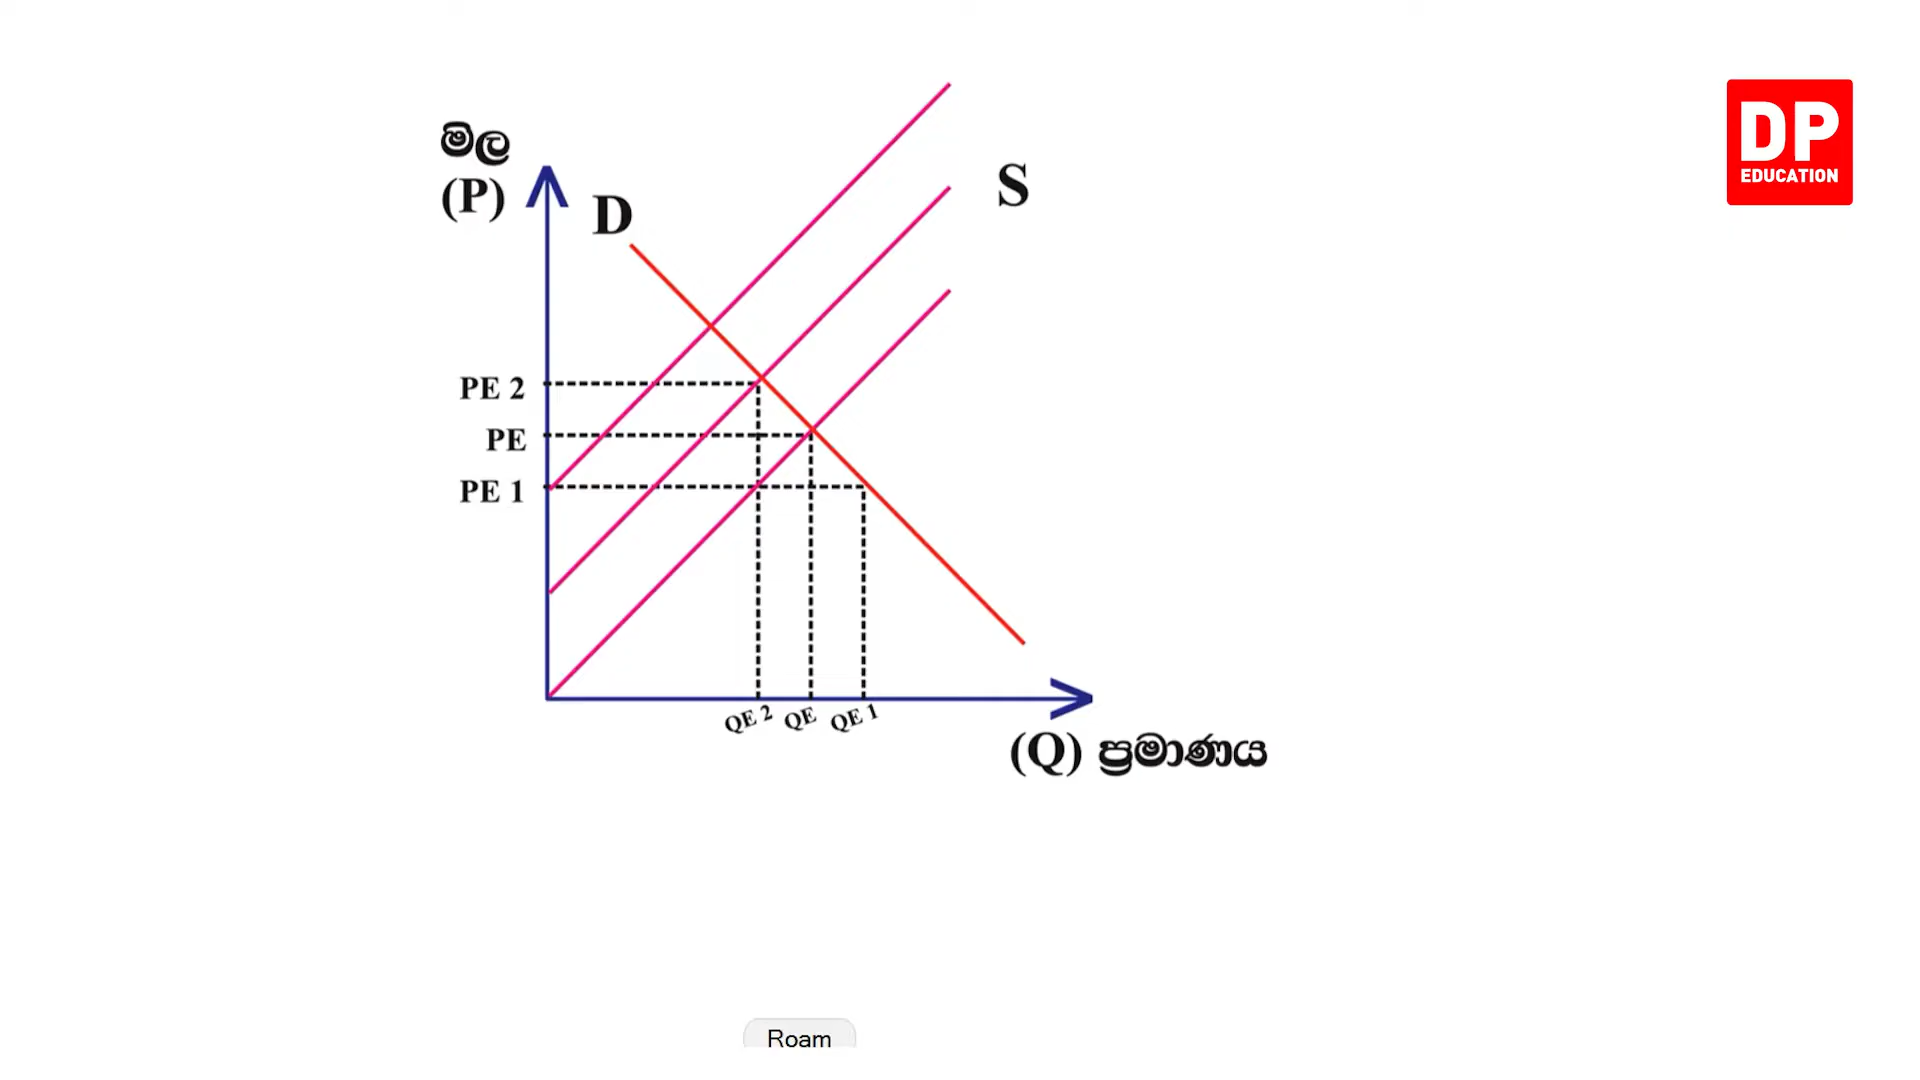 මිල
(P)
D
S
DP
EDUCATION
PE 2
PE
PE 1
QE 2 QE QE 1
(Q) ප්‍රමාණය
Roam